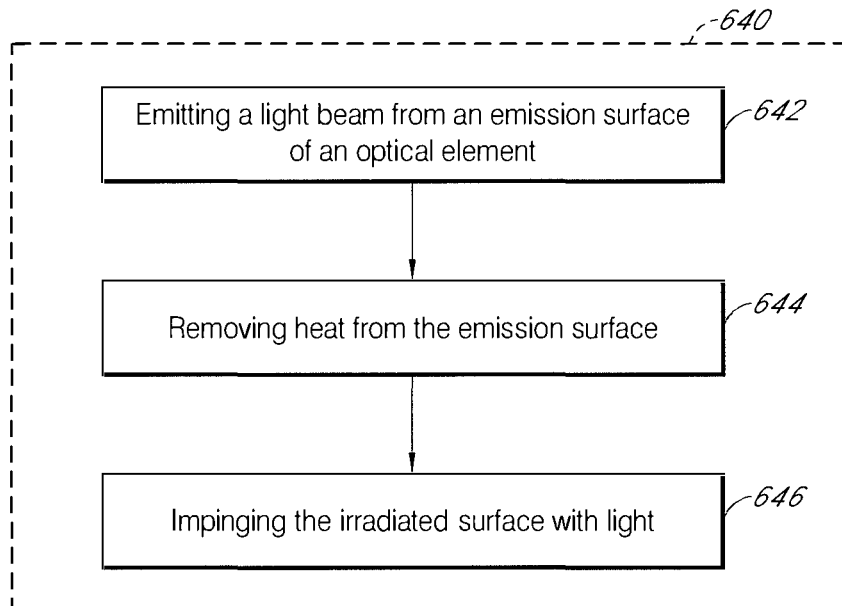 640
Emitting a light beam from an emission surface
of an optical element
642
Removing heat from the emission surface
644
Impinging the irradiated surface with light
646